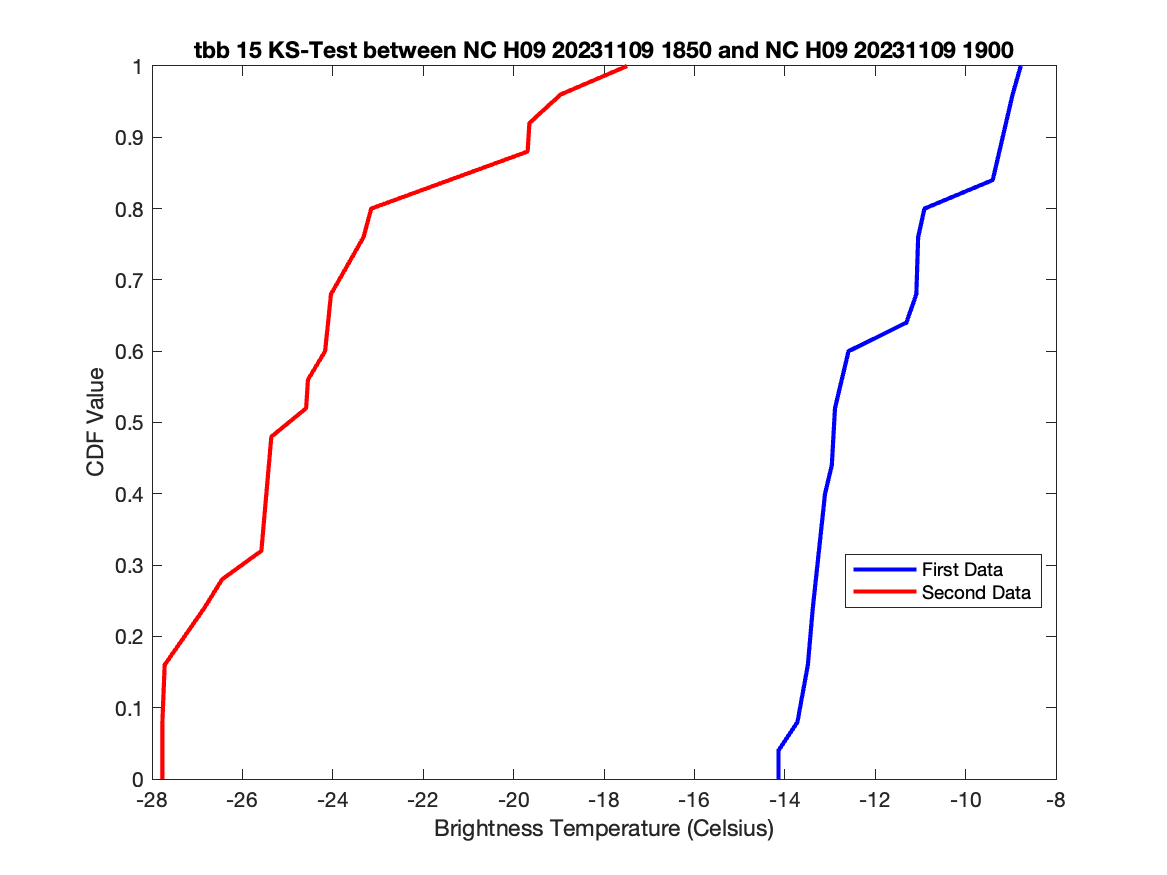 tbb 15 KS-Test between NC H09 20231109 1850 and NC H09 20231109 1900
1
0.9
0.8
0.7
0.6
0.5
0.4
0.3
0.2
0.1
0
CDF Value
First Data
Second Data
-28 -26 -24 -22 -20 -18 -16 -14 -12 -10 -8
Brightness Temperature (Celsius)